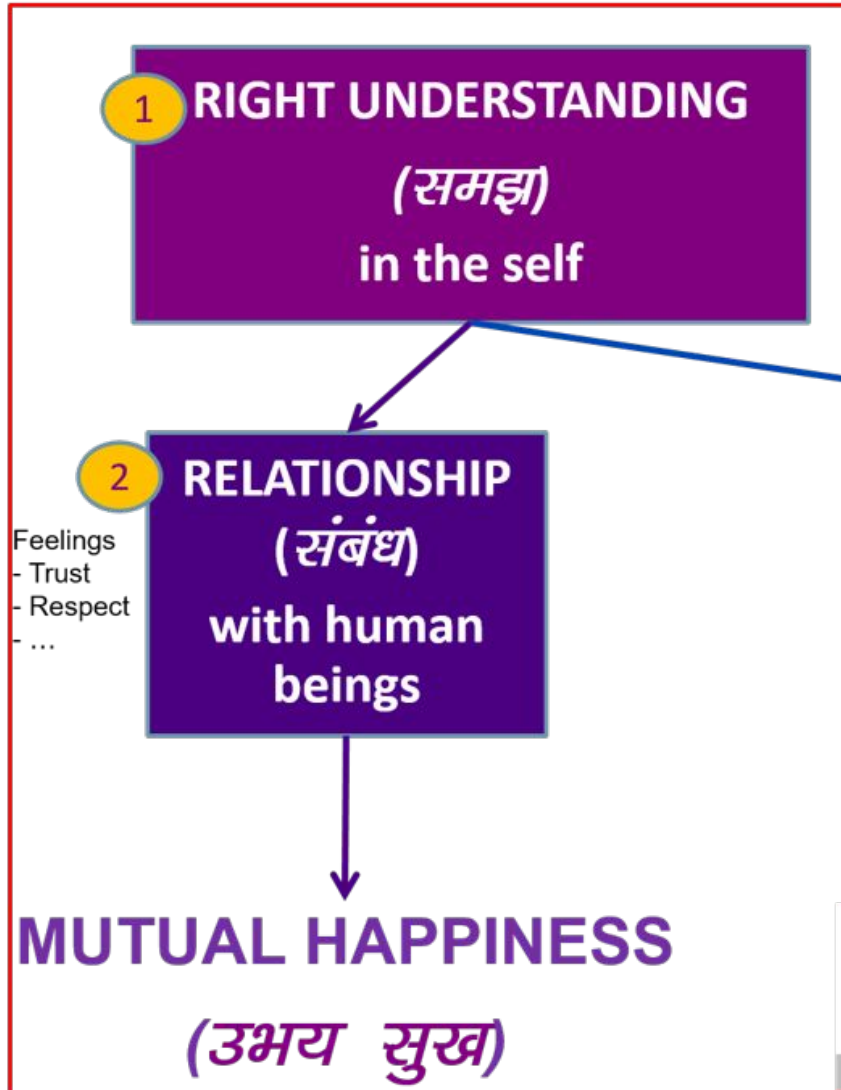 1
RIGHT UNDERSTANDING
(समझ)
in the self
2
RELATIONSHIP
(संबंध)
with human
beings
Feelings
- Trust
- Respect
- ...
MUTUAL HAPPINESS
(उभय सुख)